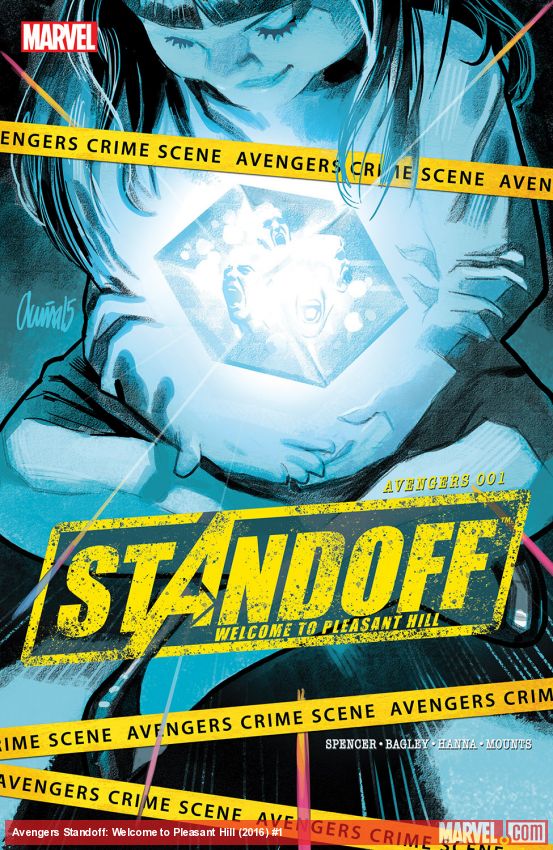 MARVEL
ENGERS CRIME SCENE AVENGERS CRIME SCENE AVEN
AVENGERS 001
STANDOFF
WELCOME TO PLEASANT HILL
RIME SCENE AVENGERS CRIME SCENE AVENGERS CRIM
SPENCER • BAGLEY • HANNA • MOUNTS
AVENGERS CRIME SCENE AVENGERS CRIME SCENE
Avengers Standoff: Welcome to Pleasant Hill (2016) #1
MARVEL.com